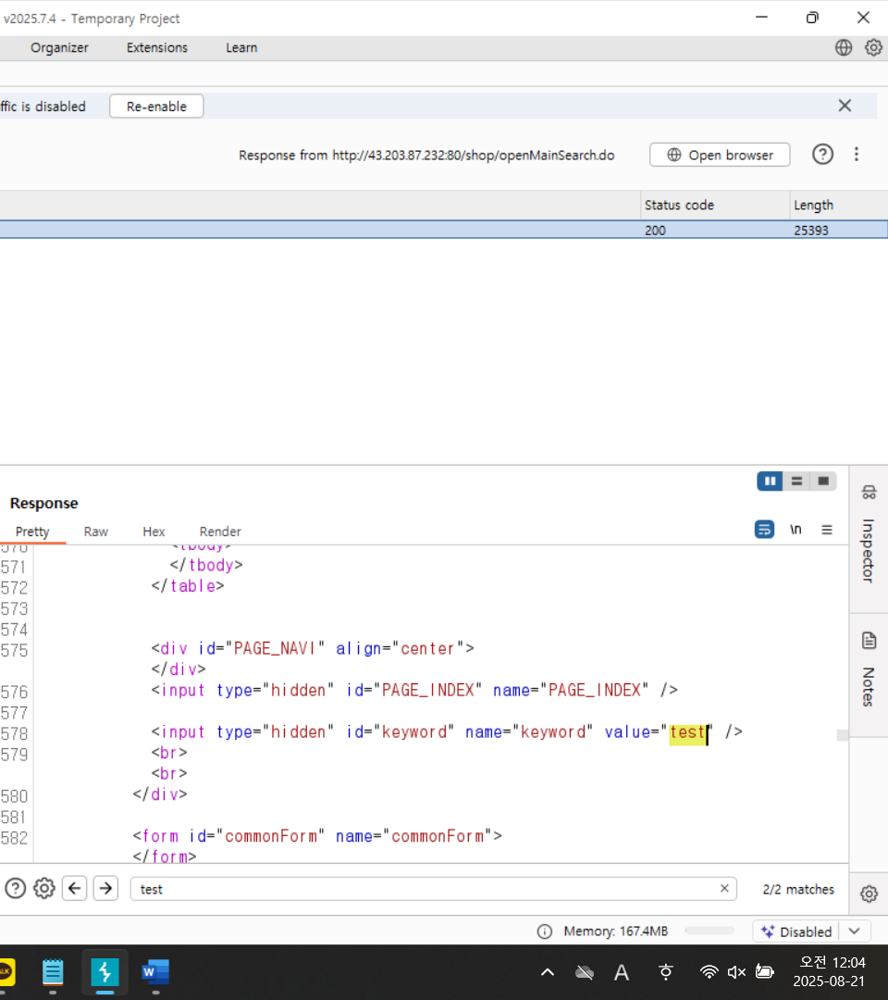 v2025.7.4 - Temporary Project
Organizer Extensions Learn
ffic is disabled Re-enable
Response from http://43.203.87.232:80/shop/openMainSearch.do Open browser
Status code Length
200 25393
Response
Pretty Raw Hex Render \n
Inspector
Notes
570 <tbody>
571 </tbody>
572 </table>
573
574
575 <div id="PAGE_NAVI" align="center">
</div>
576 <input type="hidden" id="PAGE_INDEX" name="PAGE_INDEX" />
577
578 <input type="hidden" id="keyword" name="keyword" value="test" />
579 <br>
<br>
580 </div>
581
582 <form id="commonForm" name="commonForm">
</form>
test 2/2 matches
Memory: 167.4MB Disabled
A 오전 12:04
2025-08-21